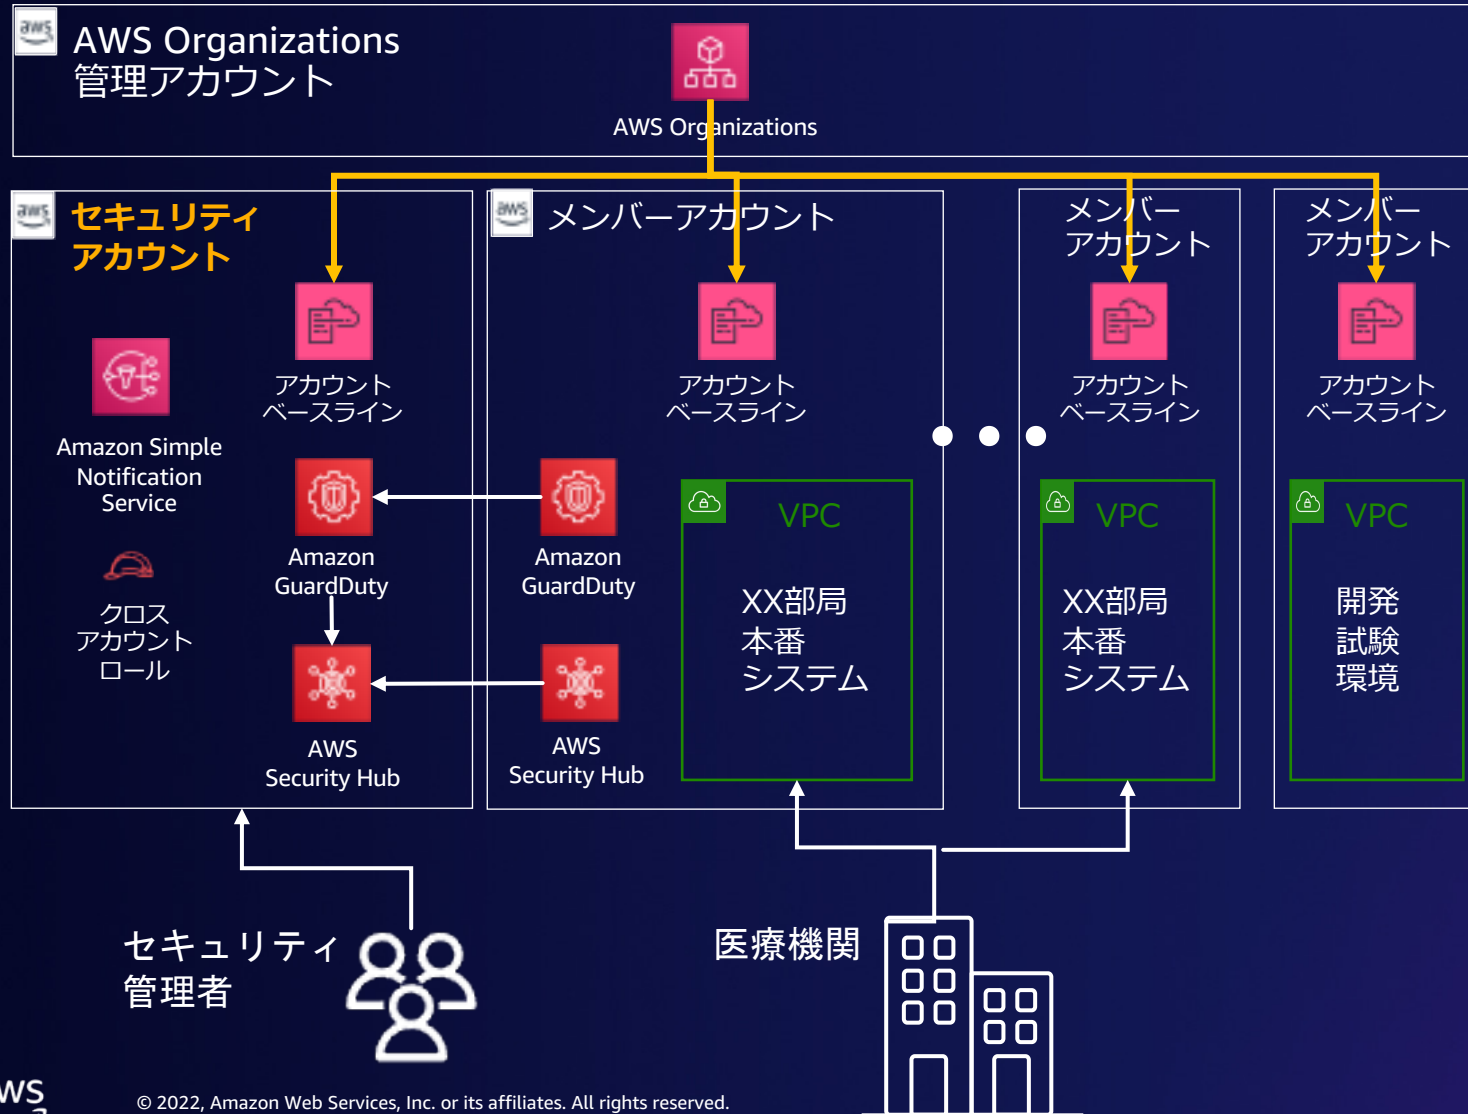 aws
AWS Organizations
管理アカウント
AWS Organizations
aws
セキュリティ
アカウント
Amazon Simple
Notification
Service
クロス
アカウント
ロール
アカウント
ベースライン
Amazon
GuardDuty
AWS
Security Hub
aws
メンバーアカウント
アカウント
ベースライン
Amazon
GuardDuty
AWS
Security Hub
VPC
XX部局
本番
システム
メンバー
アカウント
アカウント
ベースライン
VPC
XX部局
本番
システム
メンバー
アカウント
アカウント
ベースライン
VPC
開発
試験
環境
セキュリティ
管理者
医療機関
© 2022, Amazon Web Services, Inc. or its affiliates. All rights reserved.